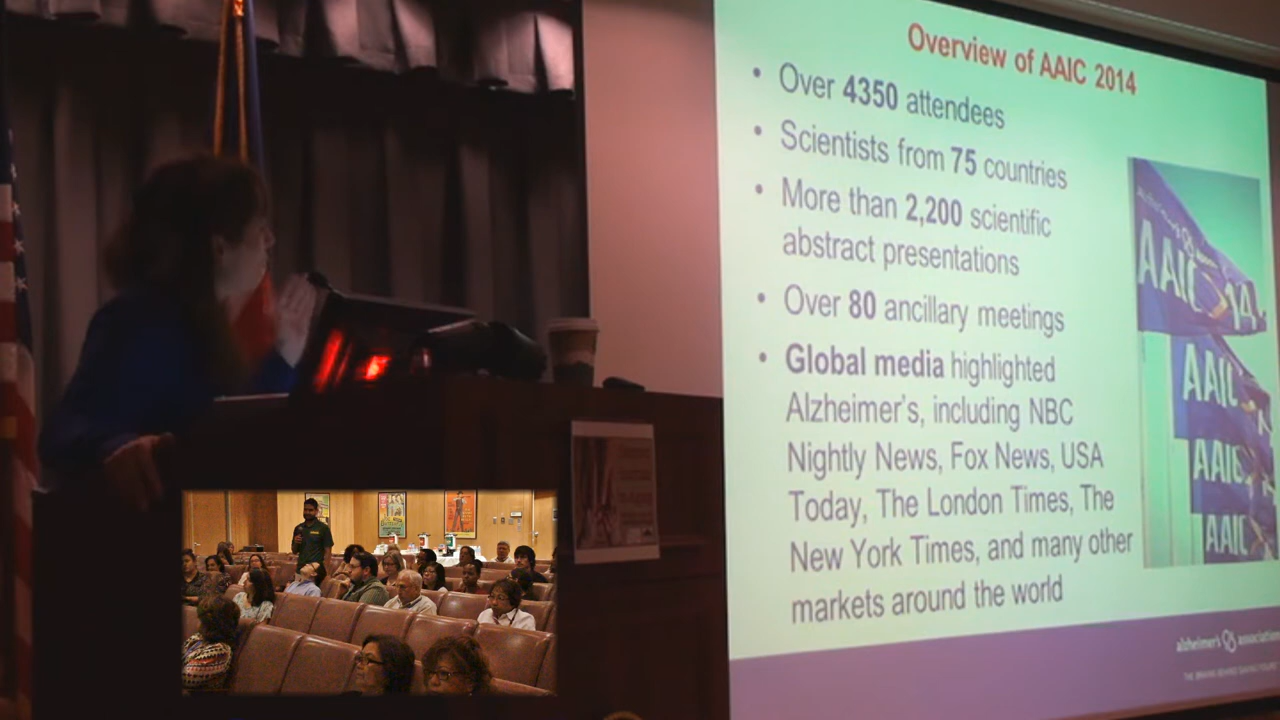 Overview of AAIC 2014
• Over 4350 attendees
• Scientists from 75 countries
• More than 2,200 scientific
abstract presentations
• Over 80 ancillary meetings
• Global media highlighted
Alzheimer's, including NBC
Nightly News, Fox News, USA
Today, The London Times, The
New York Times, and many other
markets around the world
AAIC
AAIC
AAIC
AAIC
alzheimer's association